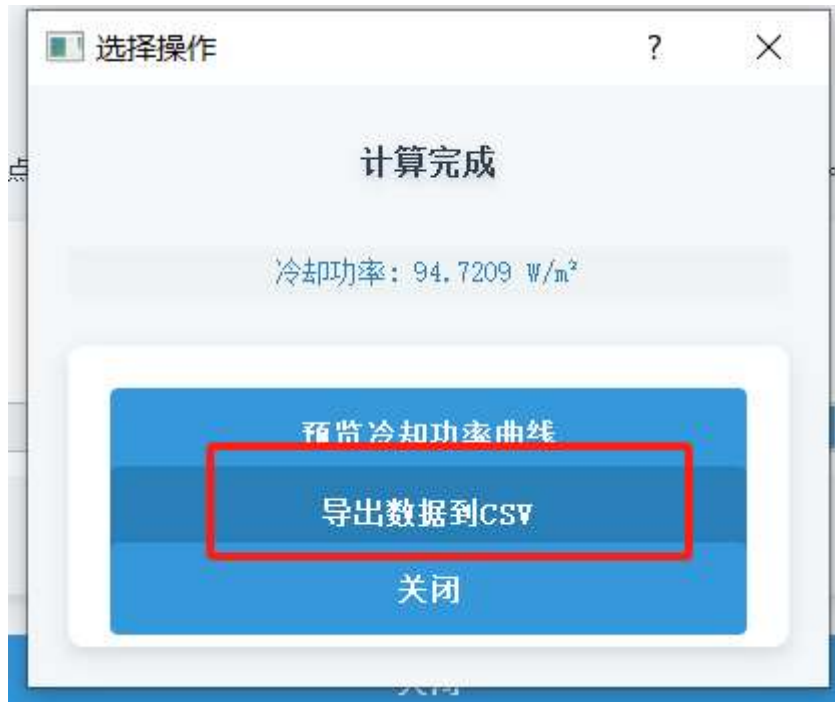 选择操作
?
点
计算完成
冷却功率: 94.7209 W/m²
预览冷却功率曲线
导出数据到CSV
关闭